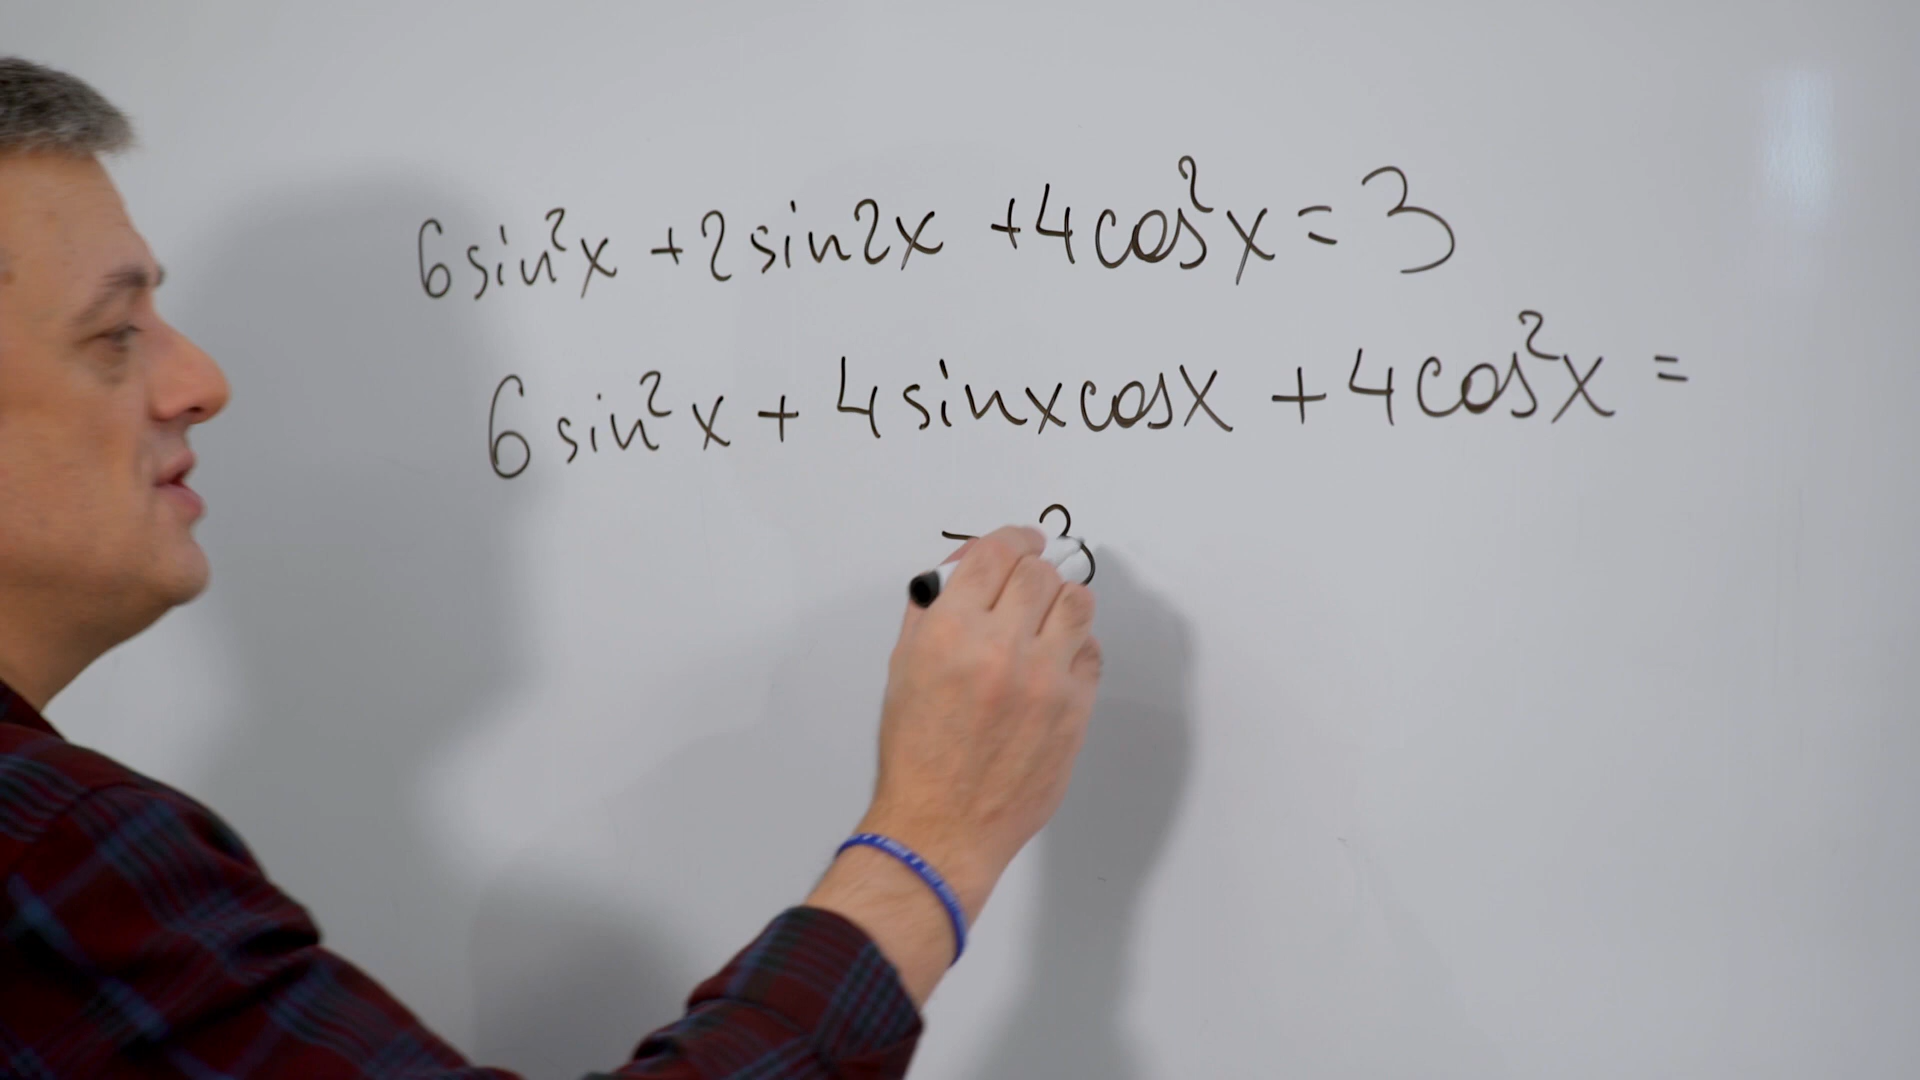 6sin²x +2sin2x +4cos²x = 3
6sin²x + 4sinxcosx + 4cos²x =
= 3